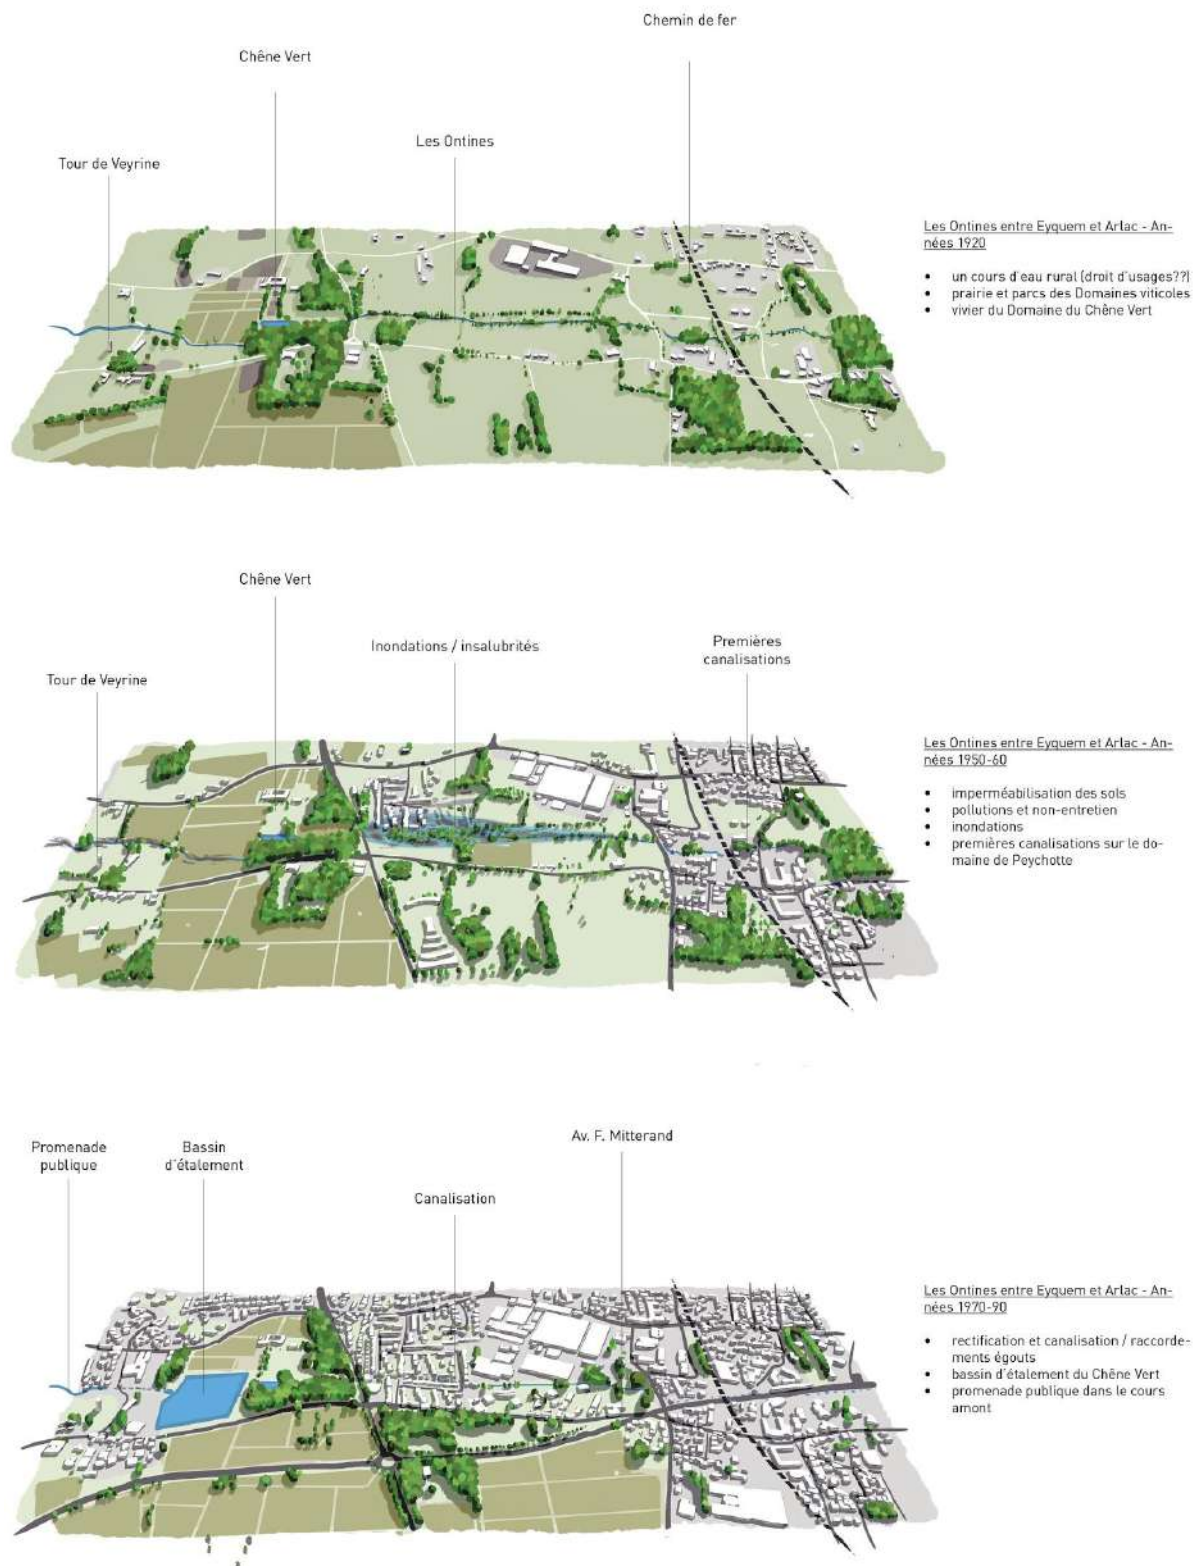 Chemin de fer
Chêne Vert
Les Ontines
Tour de Veyrine
Les Ontines entre Eyquem et Arlac - An-
nées 1920
• un cours d'eau rural (droit d'usages??)
• prairie et parcs des Domaines viticoles
• vivier du Domaine du Chêne Vert
Chêne Vert
Inondations / insalubrités
Premières
canalisations
Tour de Veyrine
Les Ontines entre Eyquem et Arlac - An-
nées 1950-60
• imperméabilisation des sols
• pollutions et non-entretien
• inondations
• premières canalisations sur le do-
maine de Peychotte
Av. F. Mitterand
Promenade
publique
Bassin
d'étalement
Canalisation
Les Ontines entre Eyquem et Arlac - An-
nées 1970-90
• rectification et canalisation / raccorde-
ments égouts
• bassin d'étalement du Chêne Vert
• promenade publique dans le cours
amont